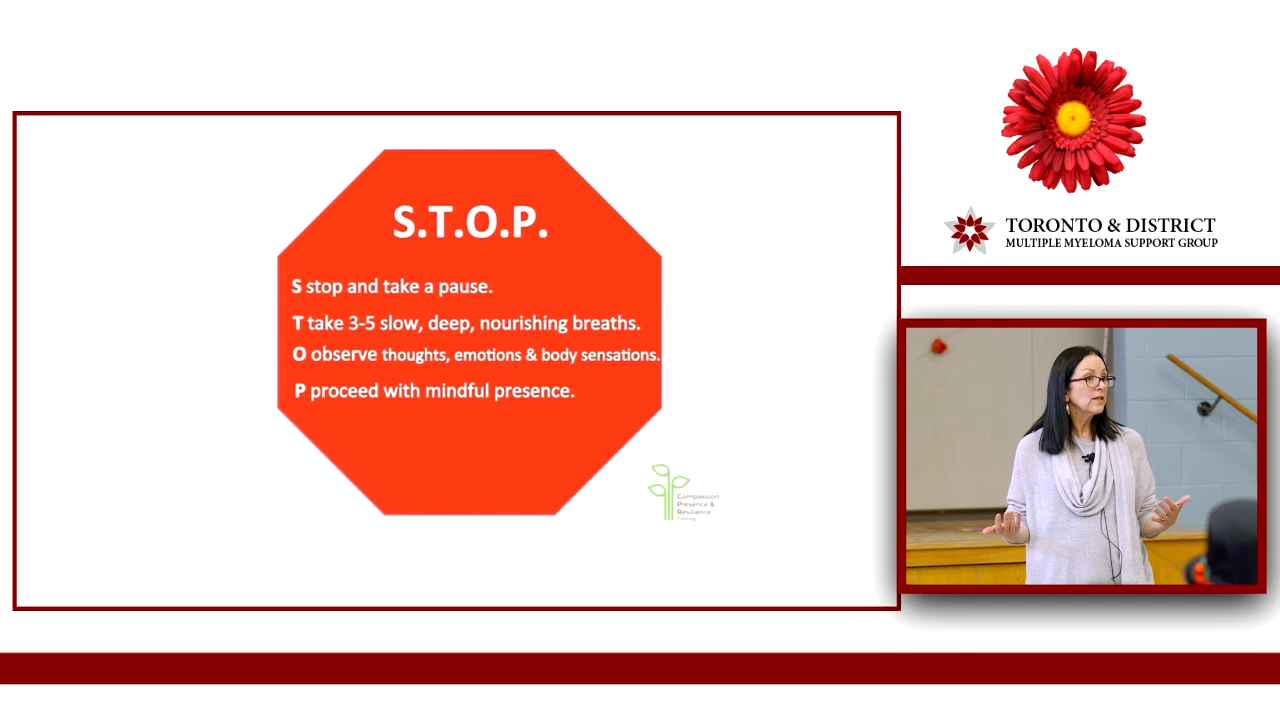 S.T.O.P.
S stop and take a pause.
T take 3-5 slow, deep, nourishing breaths.
O observe thoughts, emotions & body sensations.
P proceed with mindful presence.
Compassion
Presence &
Resilience
Training
TORONTO & DISTRICT
MULTIPLE MYELOMA SUPPORT GROUP